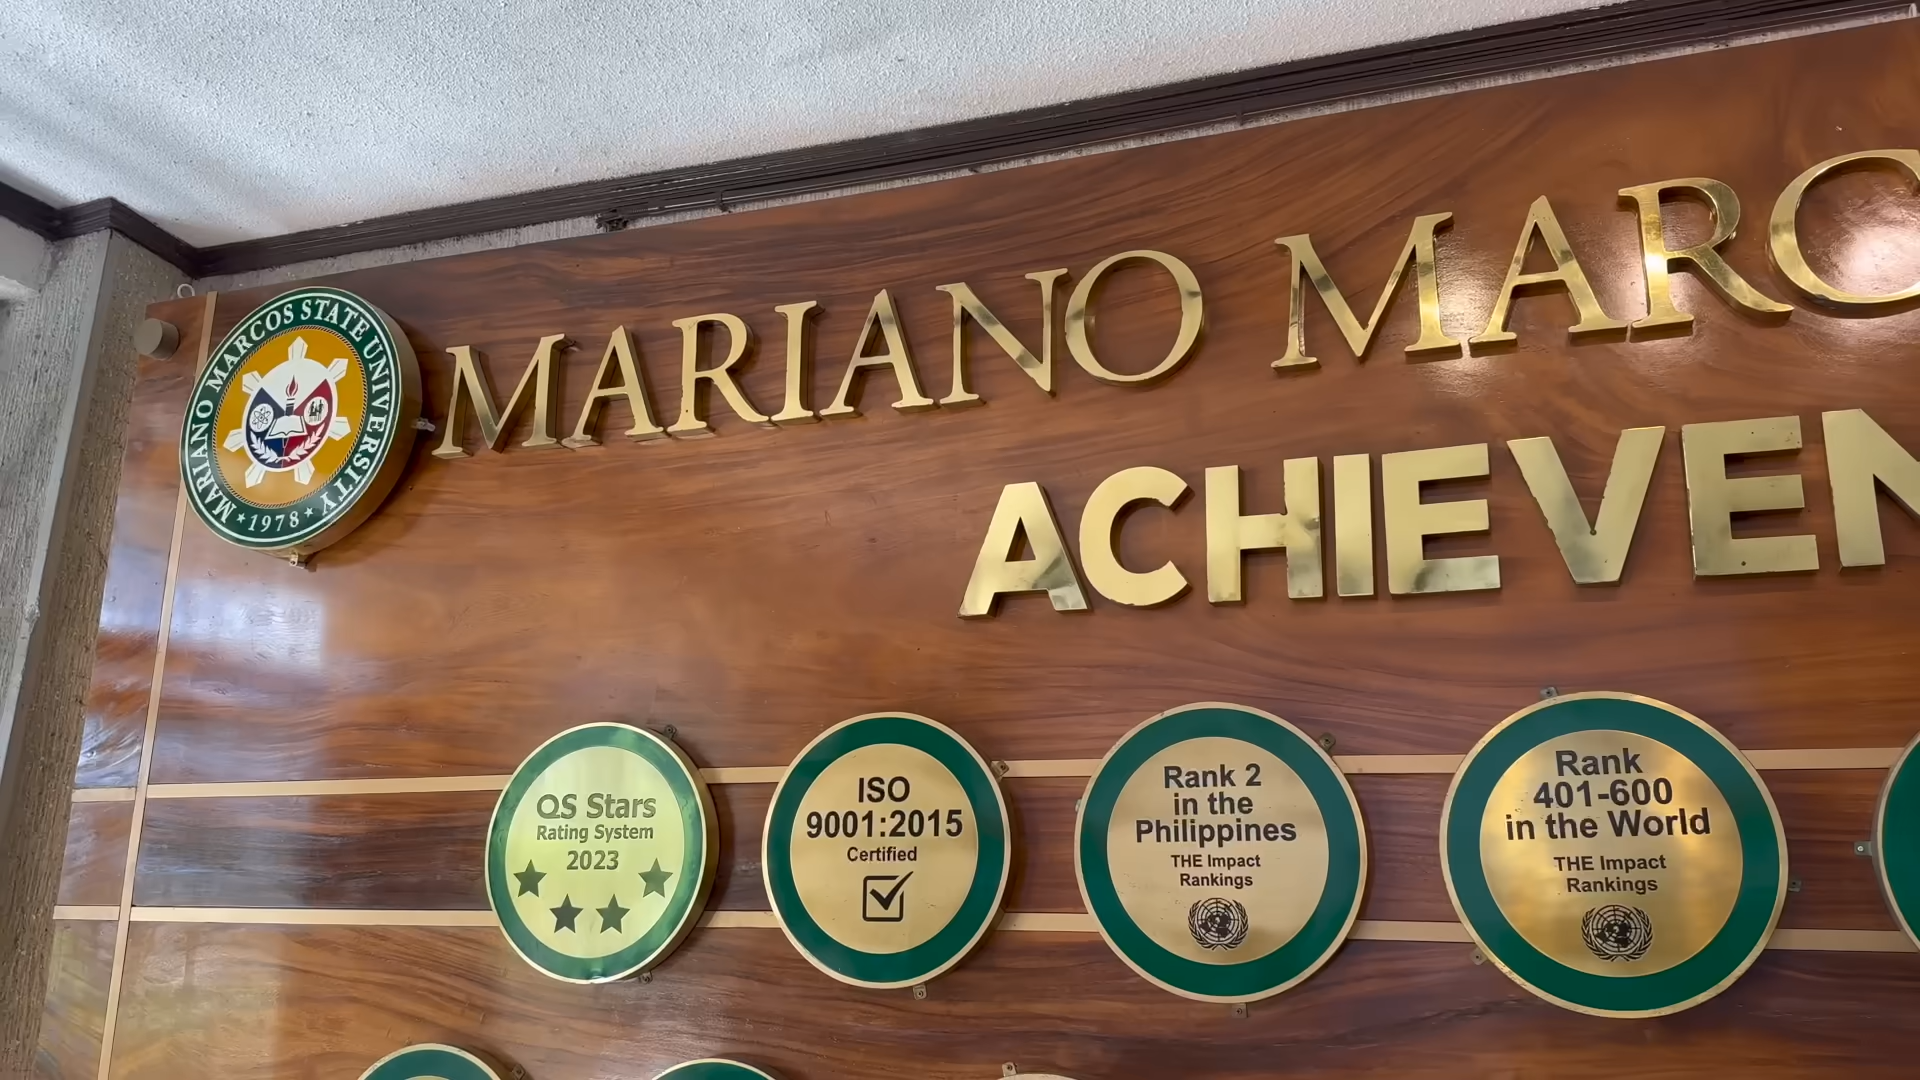 MARIANO MARCOS STATE UNIVERSITY
★ 1978 ★
MARIANO MARC
ACHIEVEN
QS Stars
Rating System
2023
ISO
9001:2015
Certified
Rank 2
in the
Philippines
THE Impact
Rankings
Rank
401-600
in the World
THE Impact
Rankings